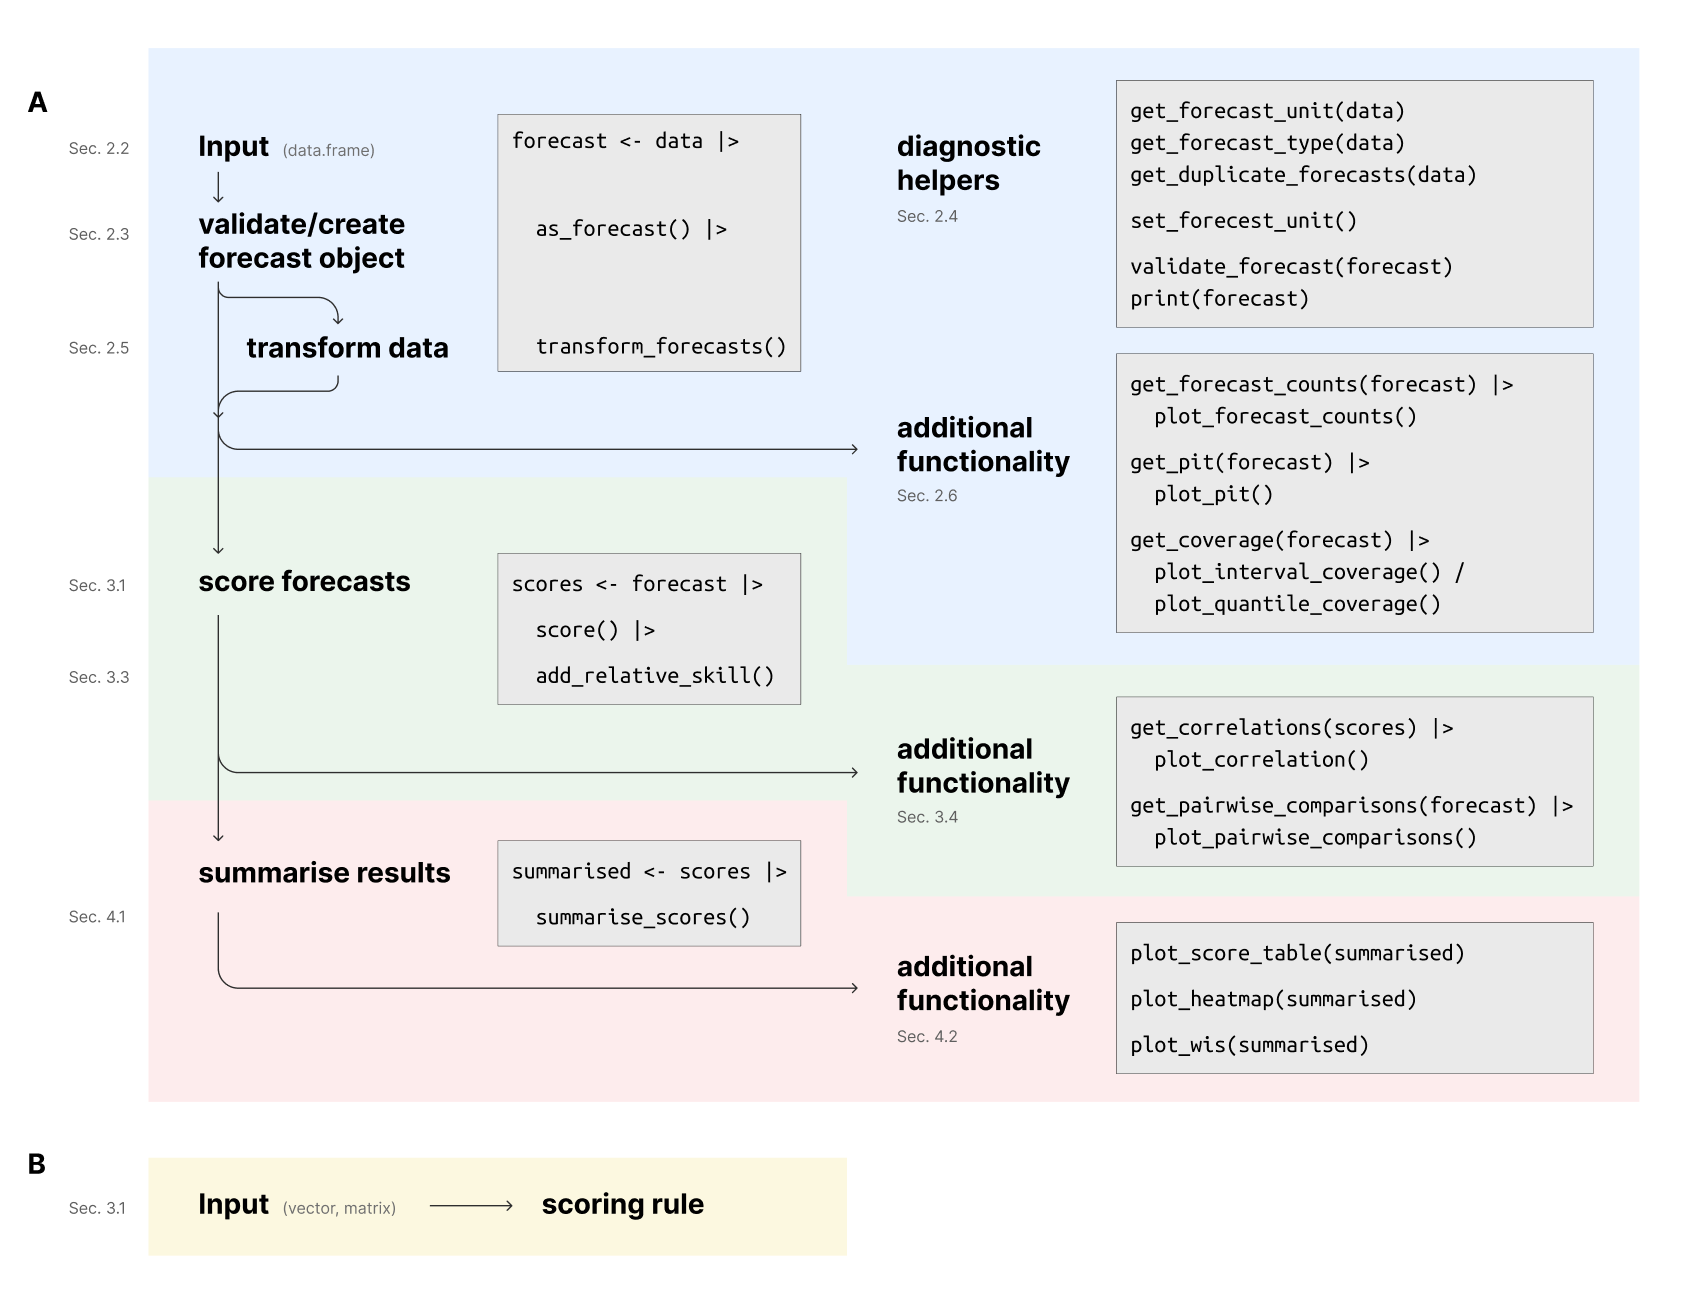 A
Sec. 2.2
Input (data.frame)
forecast <- data |>
Sec. 2.3
validate/create
forecast object
as_forecast() |>
Sec. 2.5
transform data
transform_forecasts()
diagnostic
helpers
Sec. 2.4
get_forecast_unit(data)
get_forecast_type(data)
get_duplicate_forecasts(data)
set_forecest_unit()
validate_forecast(forecast)
print(forecast)
additional
functionality
Sec. 2.6
get_forecast_counts(forecast) |>
plot_forecast_counts()
get_pit(forecast) |>
plot_pit()
get_coverage(forecast) |>
plot_interval_coverage() /
plot_quantile_coverage()
Sec. 3.1
score forecasts
scores <- forecast |>
score() |>
Sec. 3.3
add_relative_skill()
additional
functionality
Sec. 3.4
get_correlations(scores) |>
plot_correlation()
get_pairwise_comparisons(forecast) |>
plot_pairwise_comparisons()
summarise results
summarised <- scores |>
Sec. 4.1
summarise_scores()
additional
functionality
Sec. 4.2
plot_score_table(summarised)
plot_heatmap(summarised)
plot_wis(summarised)
B
Sec. 3.1
Input (vector, matrix)
scoring rule